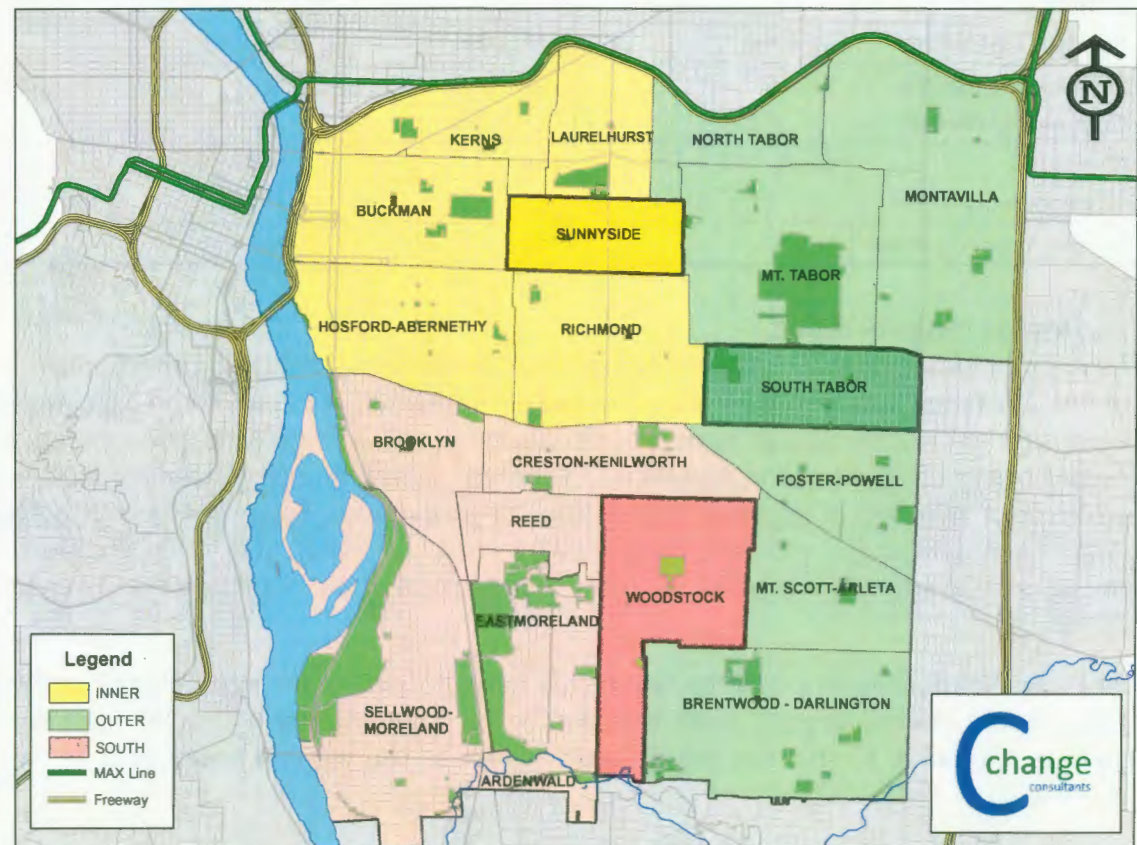 N
KERNS
LAURELHURST
NORTH TABOR
MONTAVILLA
BUCKMAN
SUNNYSIDE
MT. TABOR
HOSFORD-ABERNETHY
RICHMOND
SOUTH TABOR
BROOKLYN
CRESTON-KENILWORTH
FOSTER-POWELL
REED
WOODSTOCK
MT. SCOTT-ARLETA
EASTMORELAND
SELLWOOD-
MORELAND
BRENTWOOD - DARLINGTON
ARDENWALD
Legend
INNER
OUTER
SOUTH
MAX Line
Freeway
C
change
consultants